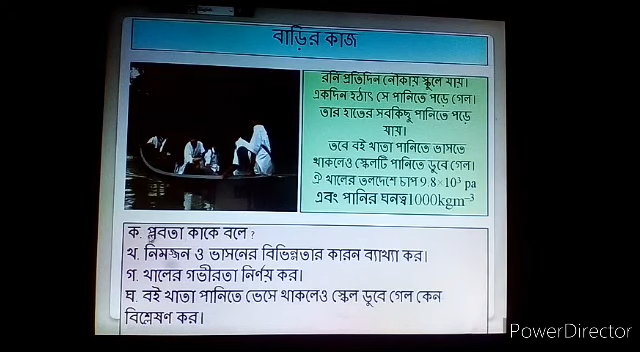 বাড়ির কাজ
রনি প্রতিদিন নৌকায় স্কুলে যায়।
একদিন হঠাৎ সে পানিতে পড়ে গেল।
তার হাতের সবকিছু পানিতে পড়ে
যায়।
তবে বই খাতা পানিতে ভাসতে
থাকলেও স্কেলটি পানিতে ডুবে গেল।
ঐ খালের তলদেশে চাপ 9.8×10³ pa
এবং পানির ঘনত্ব1000kgm⁻³
ক. প্লবতা কাকে বলে ?
খ. নিমজ্জন ও ভাসনের বিভিন্নতার কারন ব্যাখ্যা কর।
গ. খালের গভীরতা নির্ণয় কর।
ঘ. বই খাতা পানিতে ভেসে থাকলেও স্কেল ডুবে গেল কেন
বিশ্লেষণ কর।
PowerDirector